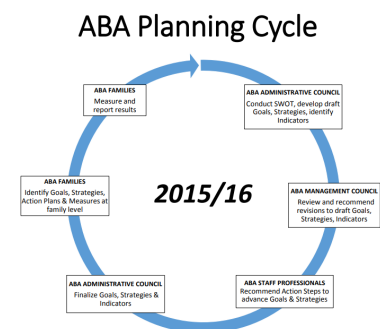 ABA Planning Cycle
ABA ADMINISTRATIVE COUNCIL
Conduct SWOT, develop draft
Goals, Strategies, identify
Indicators
ABA MANAGEMENT COUNCIL
Review and recommend
revisions to draft Goals,
Strategies, Indicators
ABA STAFF PROFESSIONALS
Recommend Action Steps to
advance Goals & Strategies
ABA ADMINISTRATIVE COUNCIL
Finalize Goals, Strategies &
Indicators
ABA FAMILIES
Identify Goals, Strategies,
Action Plans & Measures at
family level
ABA FAMILIES
Measure and
report results
2015/16